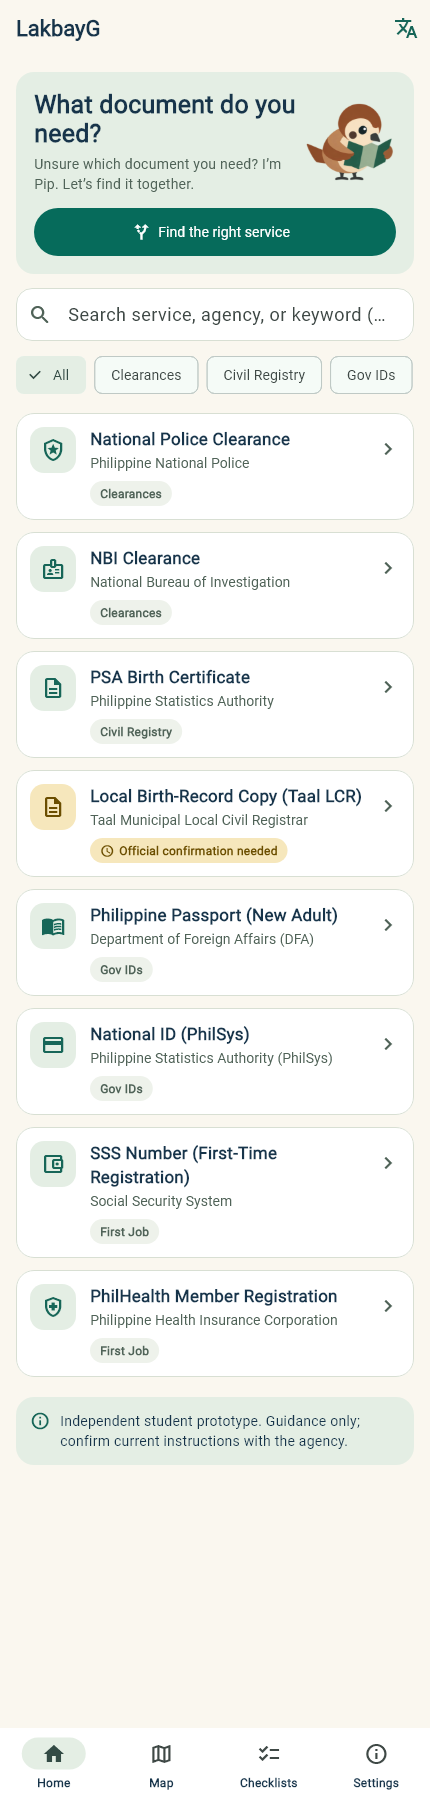 LakbayG
What document do you
need?
Unsure which document you need? I’m
Pip. Let’s find it together.
Find the right service
Search service, agency, or keyword (...
All
Clearances
Civil Registry
Gov IDs
National Police Clearance
Philippine National Police
Clearances
NBI Clearance
National Bureau of Investigation
Clearances
PSA Birth Certificate
Philippine Statistics Authority
Civil Registry
Local Birth-Record Copy (Taal LCR)
Taal Municipal Local Civil Registrar
Official confirmation needed
Philippine Passport (New Adult)
Department of Foreign Affairs (DFA)
Gov IDs
National ID (PhilSys)
Philippine Statistics Authority (PhilSys)
Gov IDs
SSS Number (First-Time
Registration)
Social Security System
First Job
PhilHealth Member Registration
Philippine Health Insurance Corporation
First Job
Independent student prototype. Guidance only;
confirm current instructions with the agency.
Home
Map
Checklists
Settings